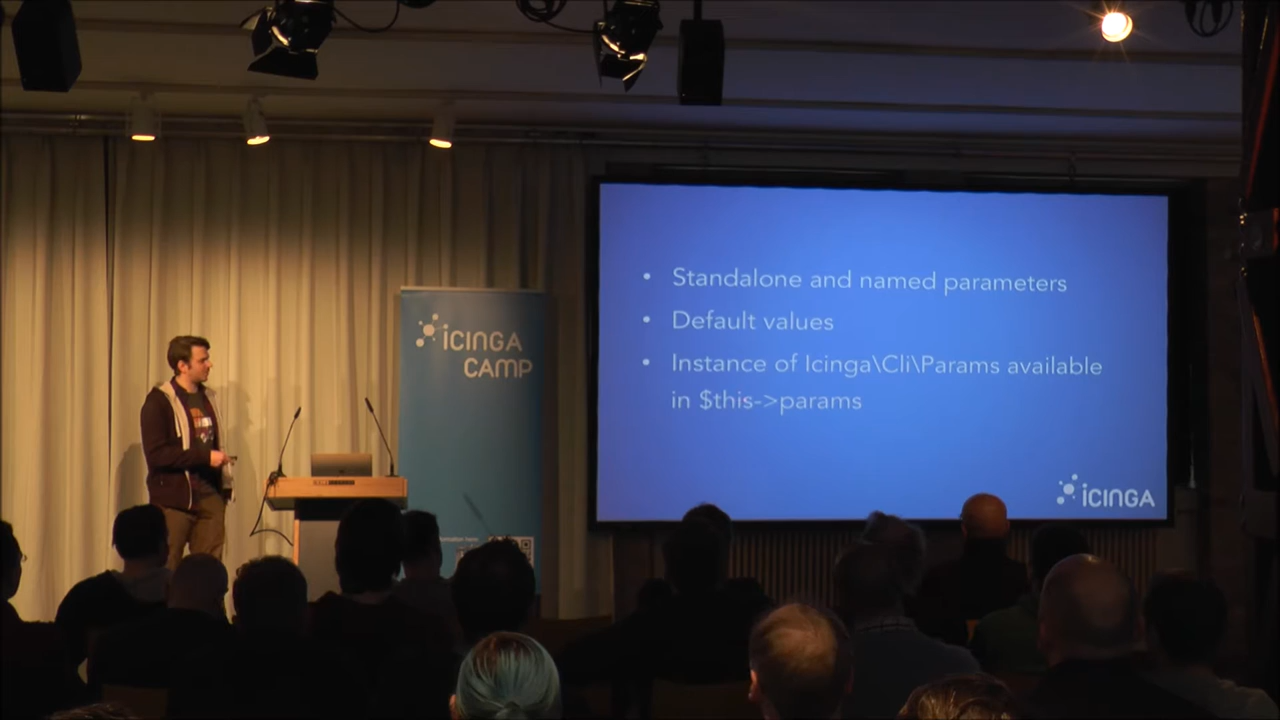 ICINGA
CAMP
• Standalone and named parameters
• Default values
• Instance of Icinga\Cli\Params available
in $this->params
ICINGA